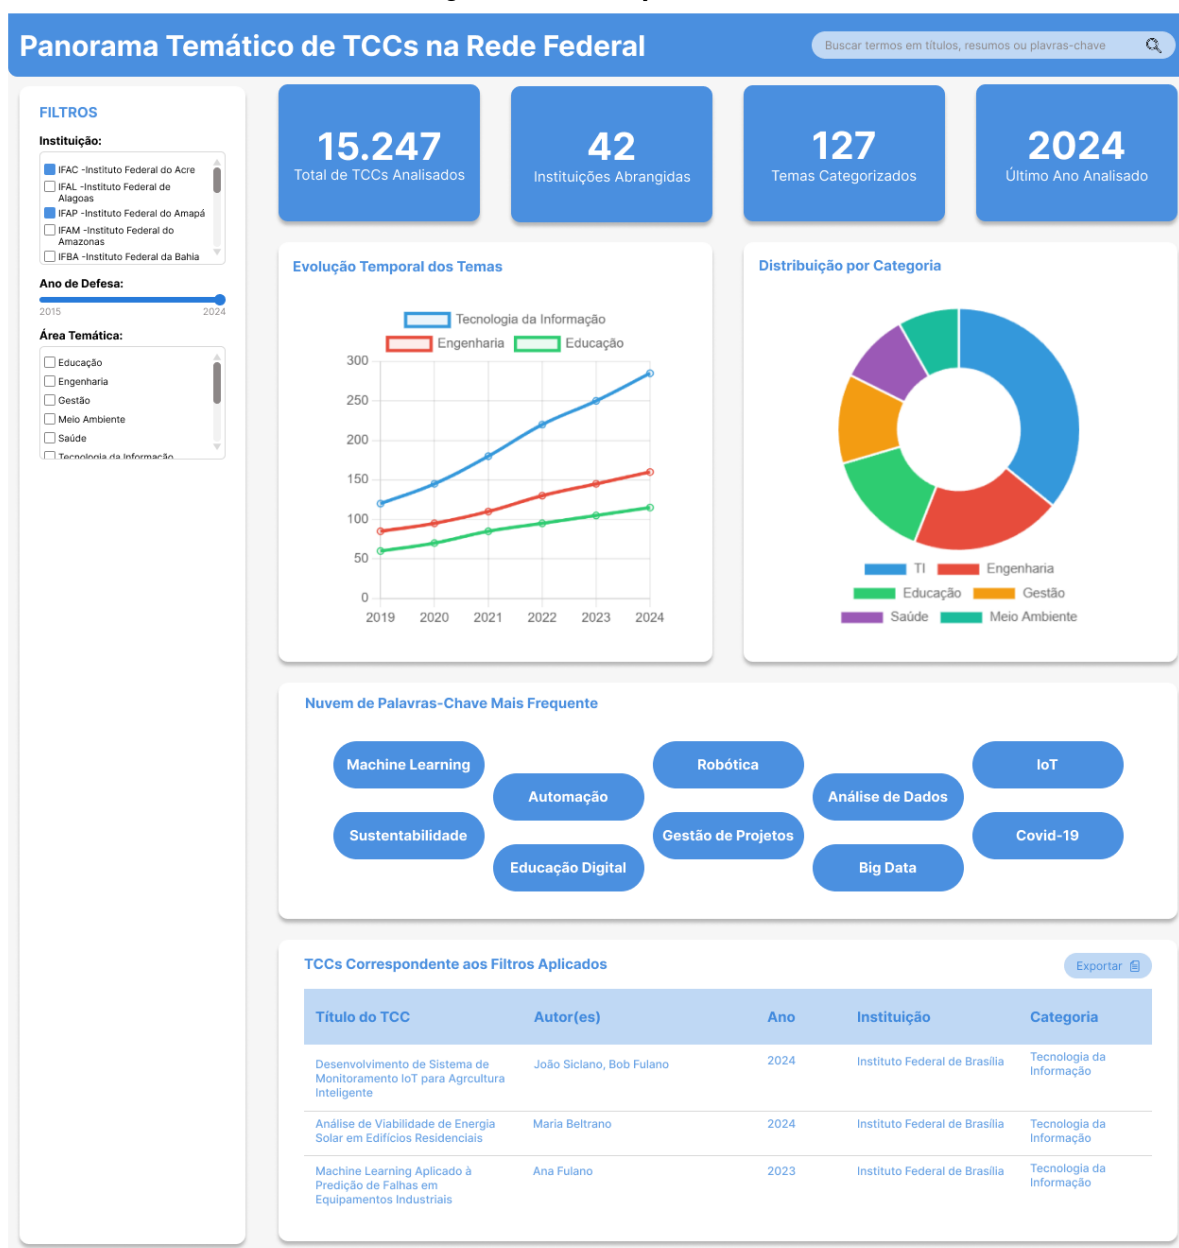 Panorama Temático de TCCs na Rede Federal
Buscar termos em títulos, resumos ou plavras-chave
FILTROS
Instituição:
IFAC -Instituto Federal do Acre
IFAL -Instituto Federal de
Alagoas
IFAP -Instituto Federal do Amapá
IFAM -Instituto Federal do
Amazonas
IFBA -Instituto Federal da Bahia
Ano de Defesa:
2015 2024
Área Temática:
Educação
Engenharia
Gestão
Meio Ambiente
Saúde
Tecnologia da Informação
15.247
Total de TCCs Analisados
42
Instituições Abrangidas
127
Temas Categorizados
2024
Último Ano Analisado
Evolução Temporal dos Temas
Tecnologia da Informação
Engenharia Educação
300
250
200
150
100
50
0
2019 2020 2021 2022 2023 2024
Distribuição por Categoria
TI Engenharia
Educação Gestão
Saúde Meio Ambiente
Nuvem de Palavras-Chave Mais Frequente
Machine Learning
Robótica
IoT
Automação
Análise de Dados
Sustentabilidade
Gestão de Projetos
Covid-19
Educação Digital
Big Data
TCCs Correspondente aos Filtros Aplicados
Exportar
Título do TCC Autor(es) Ano Instituição Categoria
Desenvolvimento de Sistema de
Monitoramento IoT para Agrcultura
Inteligente
João Siclano, Bob Fulano
2024
Instituto Federal de Brasília
Tecnologia da
Informação
Análise de Viabilidade de Energia
Solar em Edifícios Residenciais
Maria Beltrano
2024
Instituto Federal de Brasília
Tecnologia da
Informação
Machine Learning Aplicado à
Predição de Falhas em
Equipamentos Industriais
Ana Fulano
2023
Instituto Federal de Brasília
Tecnologia da
Informação